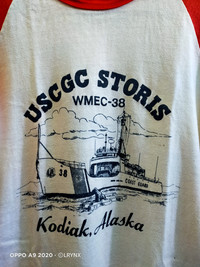 USCGC STORIS
WMEC-38
38
COAST GUARD
Kodiak, Alaska
OPPO A9 2020 · ©LRYNX